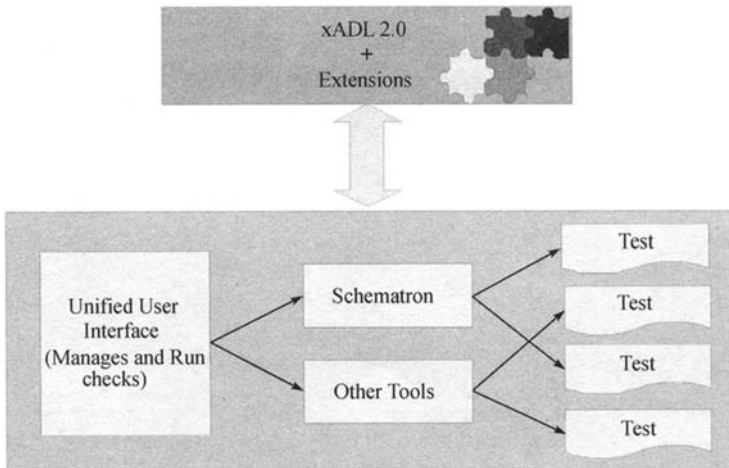 xADL 2.0
+
Extensions
Unified User
Interface
(Manages and Run
checks)
Schematron
Other Tools
Test
Test
Test
Test